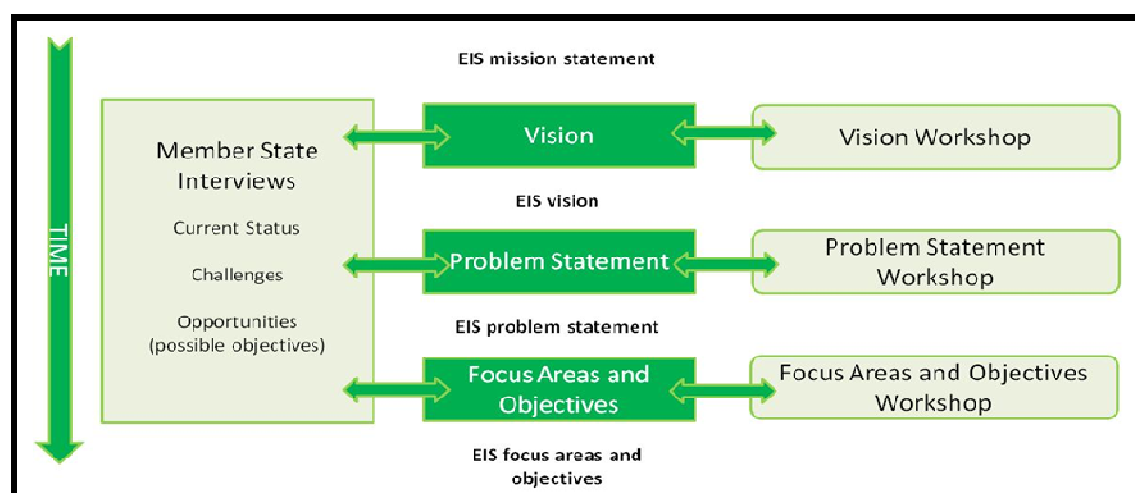 TIME
EIS mission statement
Member State
Interviews
Current Status
Challenges
Opportunities
(possible objectives)
Vision
Vision Workshop
EIS vision
Problem Statement
Problem Statement
Workshop
EIS problem statement
Focus Areas and
Objectives
Focus Areas and Objectives
Workshop
EIS focus areas and
objectives